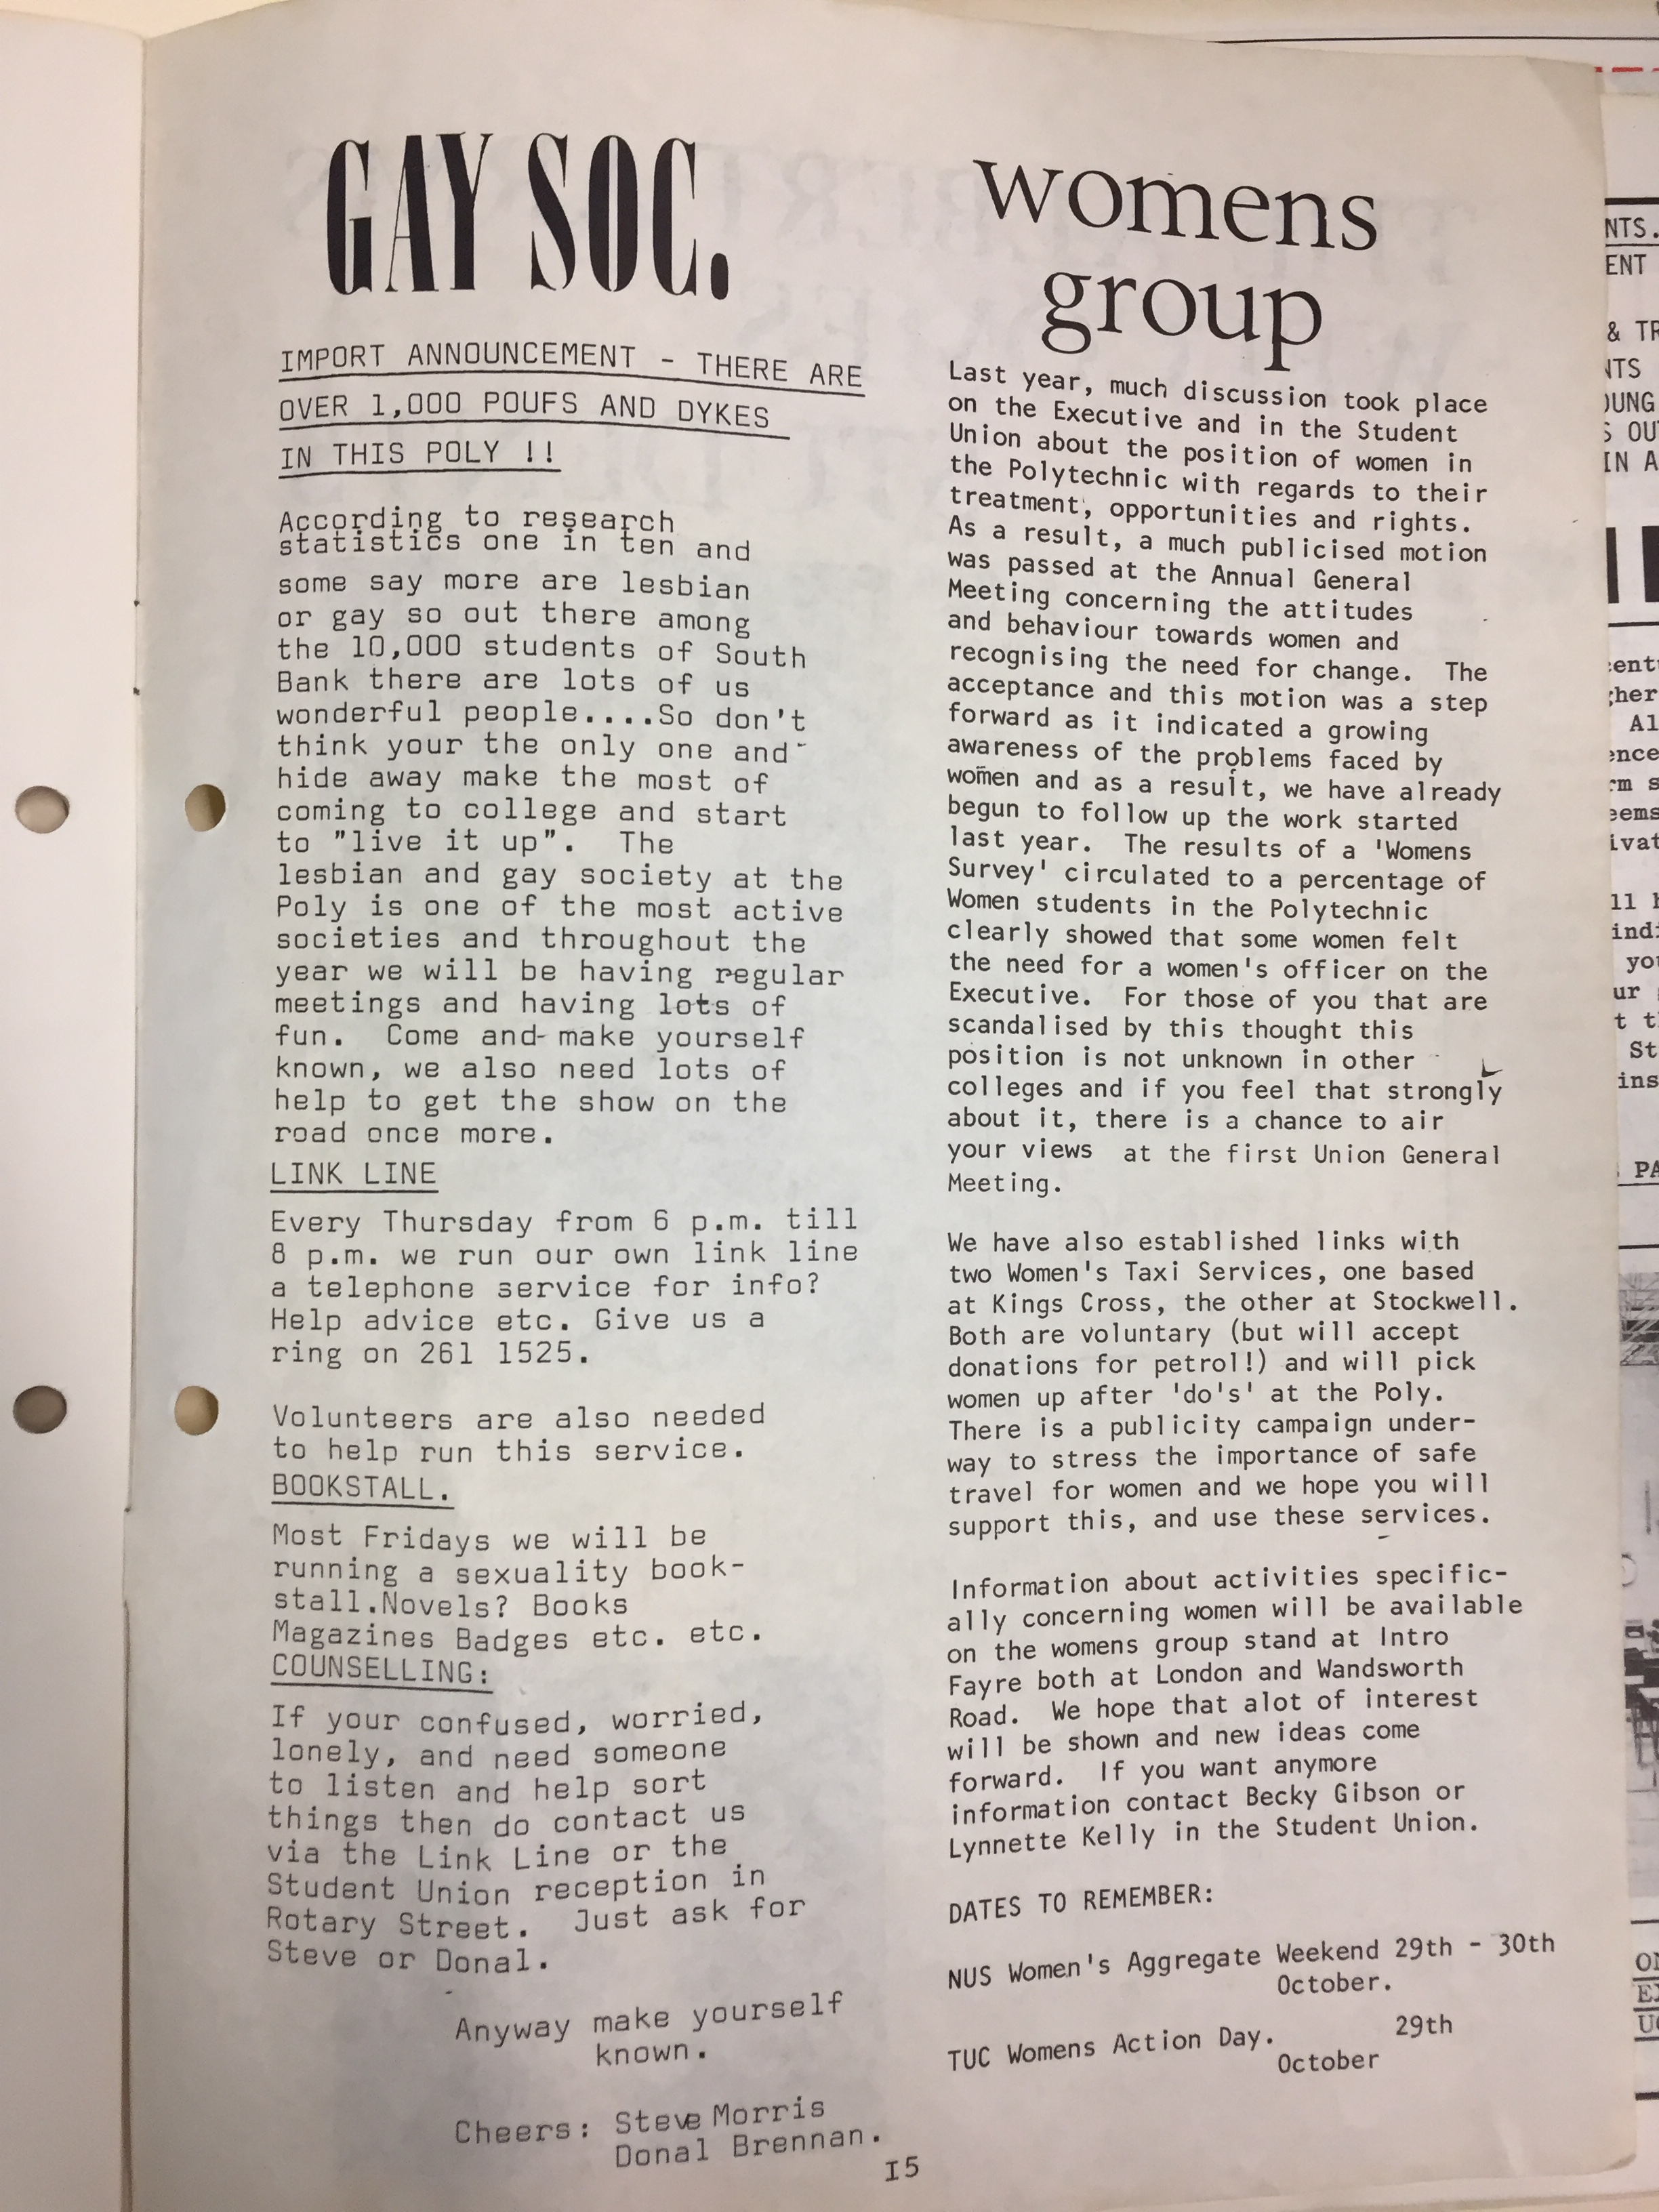 GAY SOC.
IMPORT ANNOUNCEMENT - THERE ARE
OVER 1,000 POUFS AND DYKES
IN THIS POLY !!
According to research
statistics one in ten and
some say more are lesbian
or gay so out there among
the 10,000 students of South
Bank there are lots of us
wonderful people....So don't
think your the only one and
hide away make the most of
coming to college and start
to "live it up". The
lesbian and gay society at the
Poly is one of the most active
societies and throughout the
year we will be having regular
meetings and having lots of
fun. Come and make yourself
known, we also need lots of
help to get the show on the
road once more.
LINK LINE
Every Thursday from 6 p.m. till
8 p.m. we run our own link line
a telephone service for info?
Help advice etc. Give us a
ring on 261 1525.
Volunteers are also needed
to help run this service.
BOOKSTALL.
Most Fridays we will be
running a sexuality book-
stall.Novels? Books
Magazines Badges etc. etc.
COUNSELLING:
If your confused, worried,
lonely, and need someone
to listen and help sort
things then do contact us
via the Link Line or the
Student Union reception in
Rotary Street. Just ask for
Steve or Donal.
Anyway make yourself
known.
Cheers: Steve Morris
Donal Brennan.
womens
group
Last year, much discussion took place
on the Executive and in the Student
Union about the position of women in
the Polytechnic with regards to their
treatment, opportunities and rights.
As a result, a much publicised motion
was passed at the Annual General
Meeting concerning the attitudes
and behaviour towards women and
recognising the need for change. The
acceptance and this motion was a step
forward as it indicated a growing
awareness of the problems faced by
women and as a result, we have already
begun to follow up the work started
last year. The results of a 'Womens
Survey' circulated to a percentage of
Women students in the Polytechnic
clearly showed that some women felt
the need for a women's officer on the
Executive. For those of you that are
scandalised by this thought this
position is not unknown in other
colleges and if you feel that strongly
about it, there is a chance to air
your views at the first Union General
Meeting.
We have also established links with
two Women's Taxi Services, one based
at Kings Cross, the other at Stockwell.
Both are voluntary (but will accept
donations for petrol!) and will pick
women up after 'do's' at the Poly.
There is a publicity campaign under-
way to stress the importance of safe
travel for women and we hope you will
support this, and use these services.
Information about activities specific-
ally concerning women will be available
on the womens group stand at Intro
Fayre both at London and Wandsworth
Road. We hope that alot of interest
will be shown and new ideas come
forward. If you want anymore
information contact Becky Gibson or
Lynnette Kelly in the Student Union.
DATES TO REMEMBER:
NUS Women's Aggregate Weekend 29th - 30th
October.
TUC Womens Action Day. 29th
October
I5